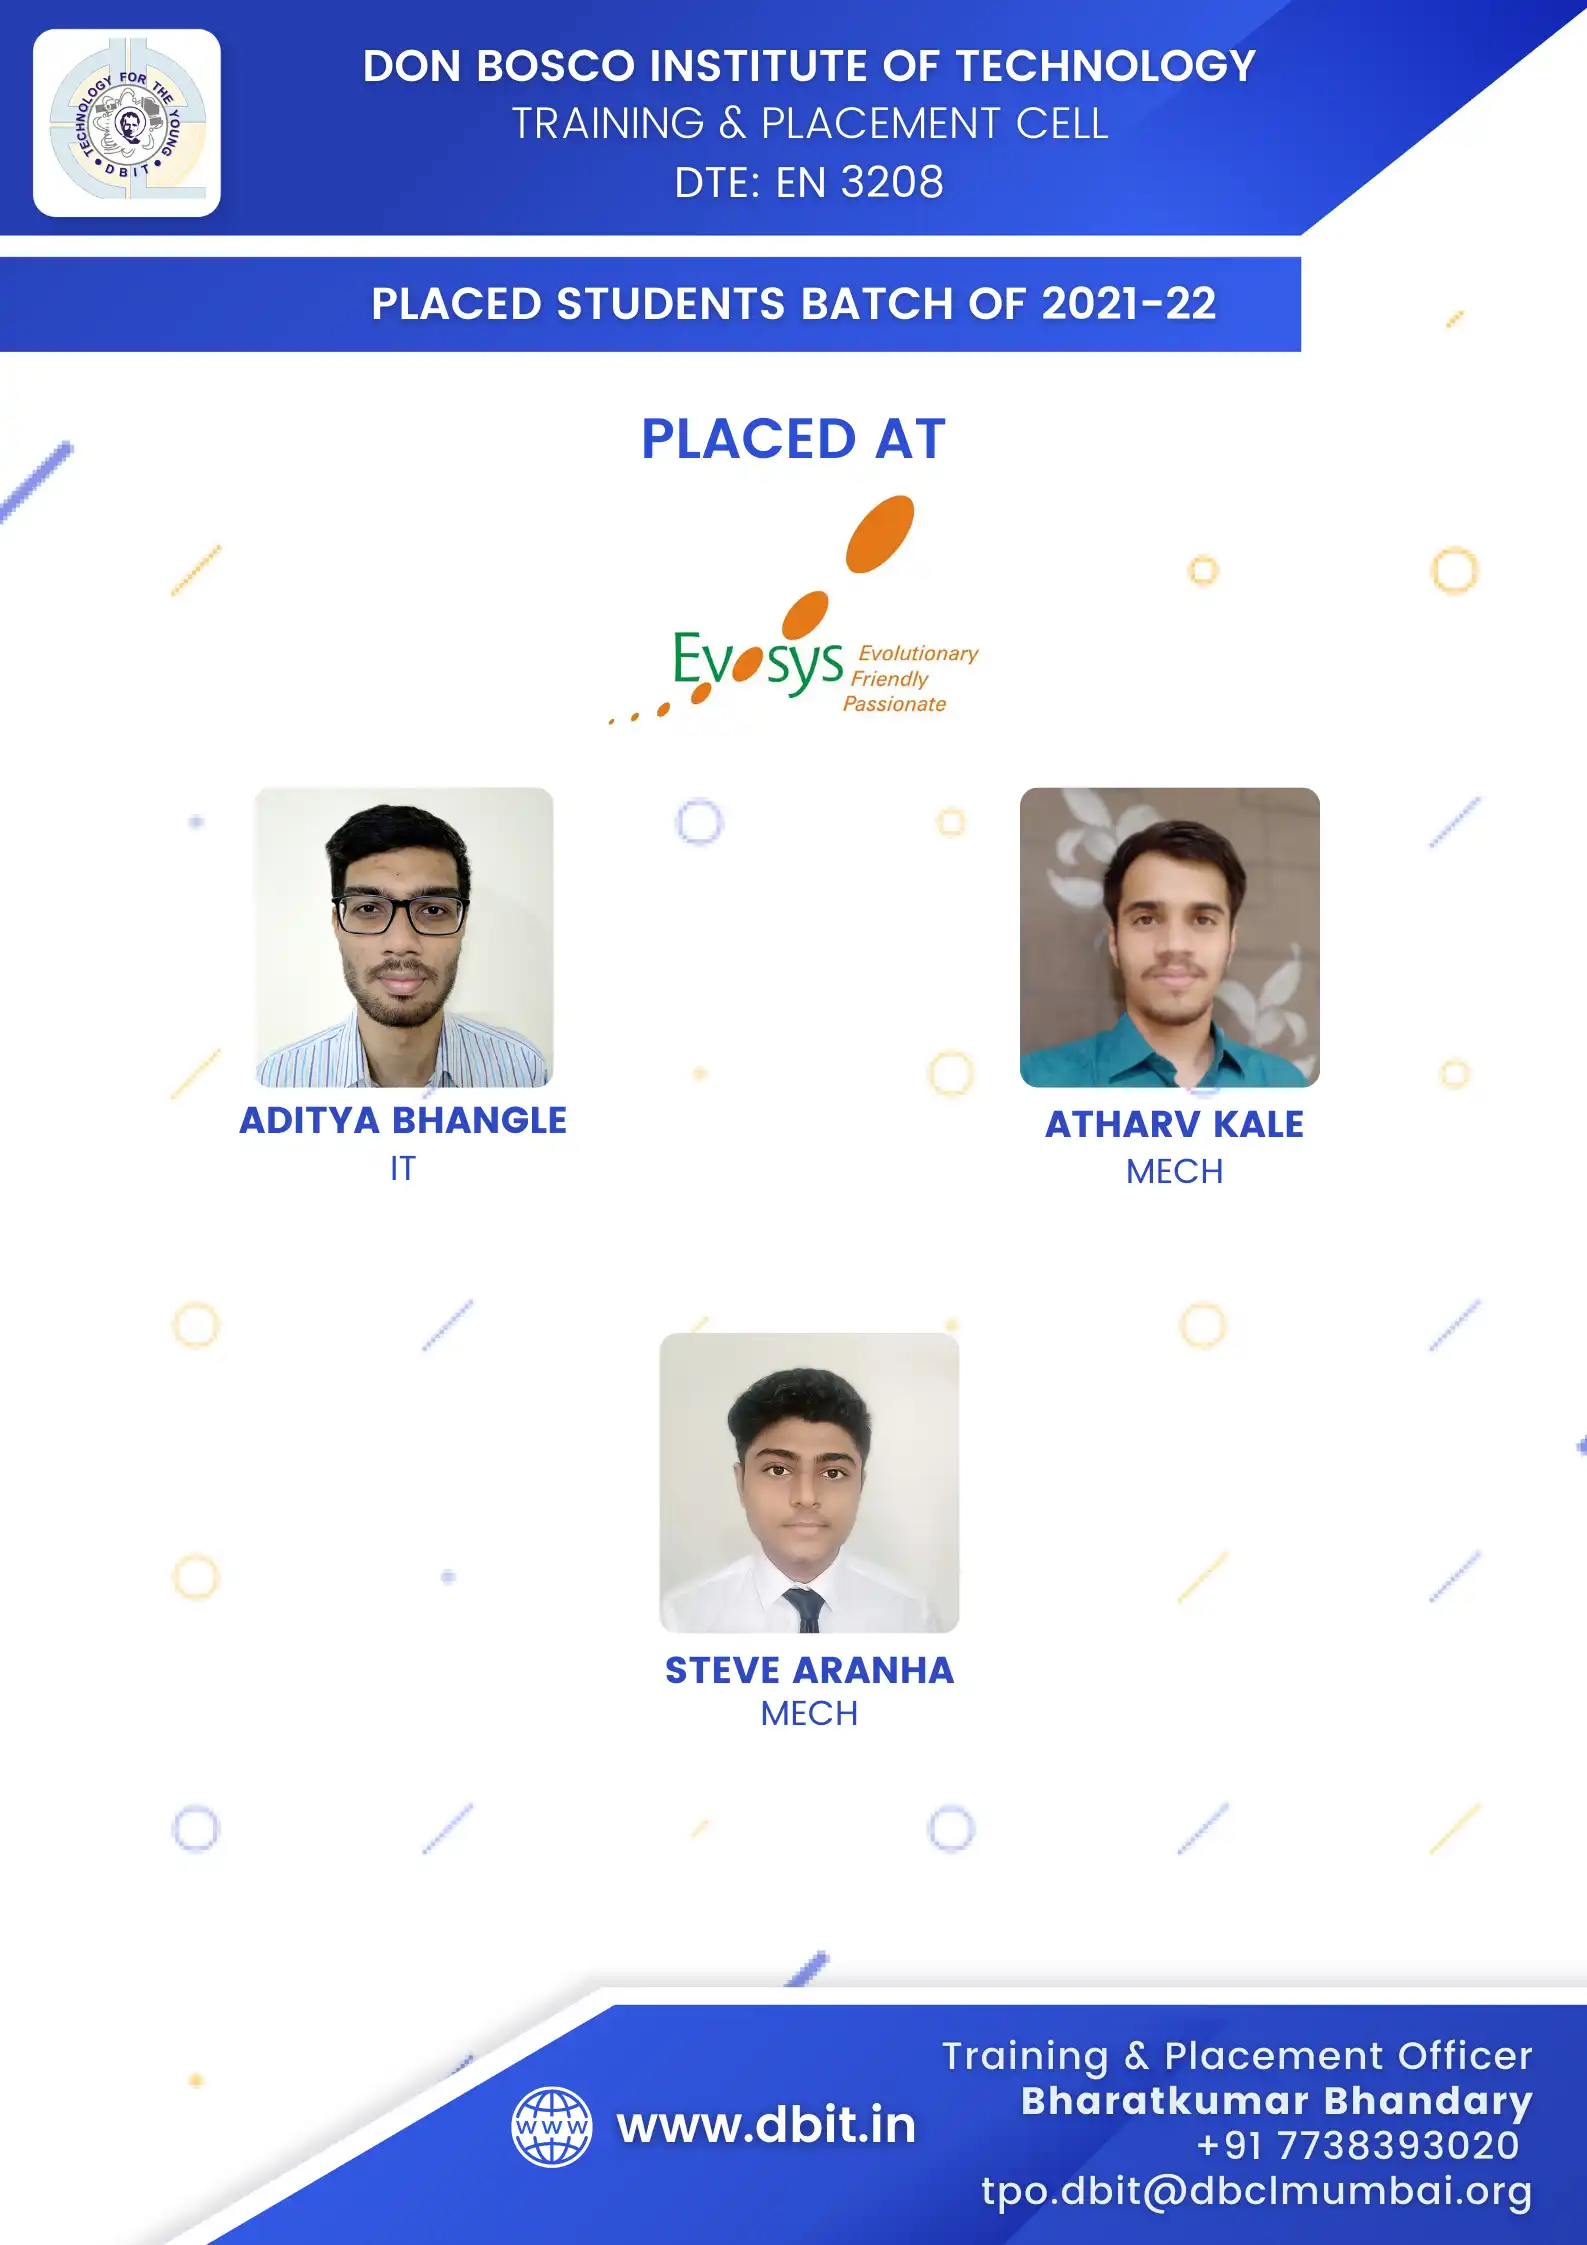 TECHNOLOGY FOR THE YOUNG
DBIT
DON BOSCO INSTITUTE OF TECHNOLOGY
TRAINING & PLACEMENT CELL
DTE: EN 3208
PLACED STUDENTS BATCH OF 2021-22
PLACED AT
Evosys
Evolutionary
Friendly
Passionate
ADITYA BHANGLE
IT
ATHARV KALE
MECH
STEVE ARANHA
MECH
Training & Placement Officer
Bharatkumar Bhandary
+91 7738393020
tpo.dbit@dbclmumbai.org
WWW
www.dbit.in